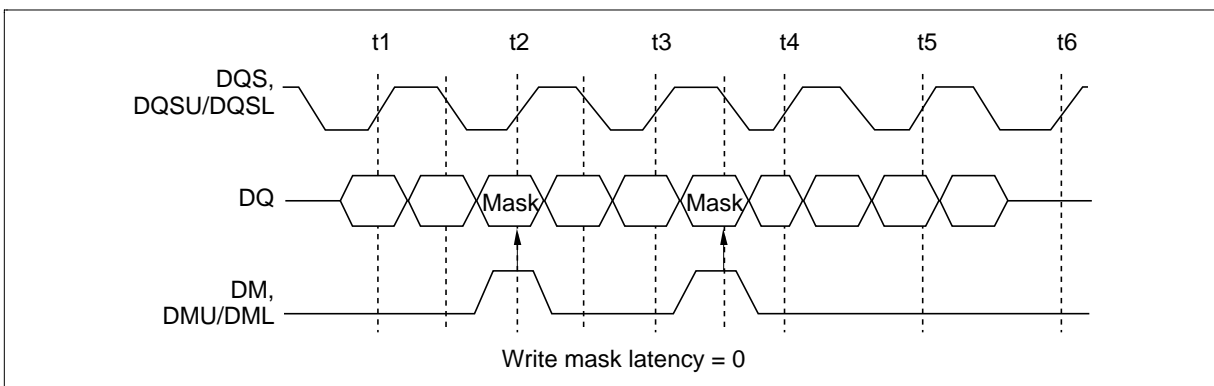 t1 t2 t3 t4 t5 t6
DQS,
DQSU/DQSL
DQ Mask Mask
DM,
DMU/DML
Write mask latency = 0